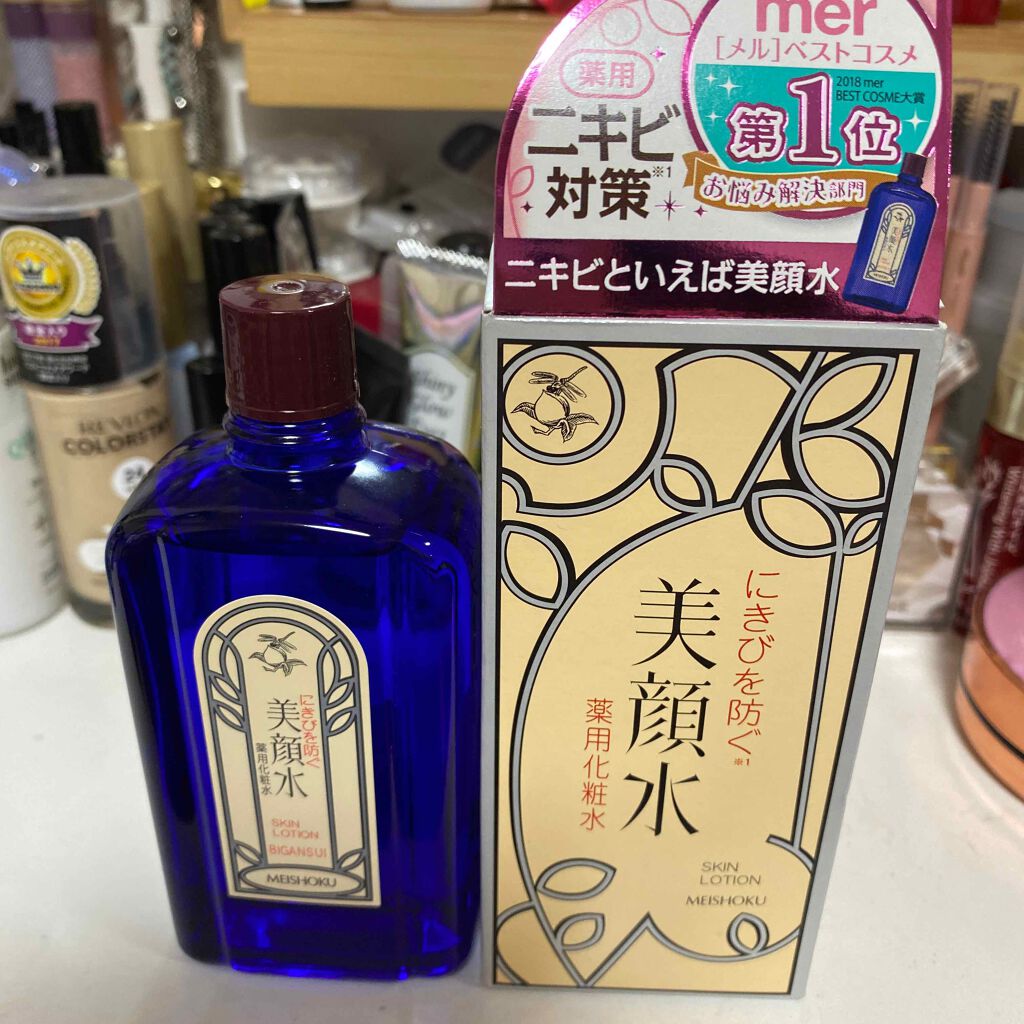 mer
[メル]ベストコスメ
2018 mer
BEST COSME大賞
第1位
お悩み解決部門
薬用
ニキビ
対策※1
ニキビといえば美顔水
にきびを防ぐ※1
美顔水
薬用化粧水
SKIN
LOTION
MEISHOKU
にきびを防ぐ
美顔水
薬用化粧水
SKIN
LOTION
BIGANSUI
MEISHOKU
REVLON
COLORSTAY